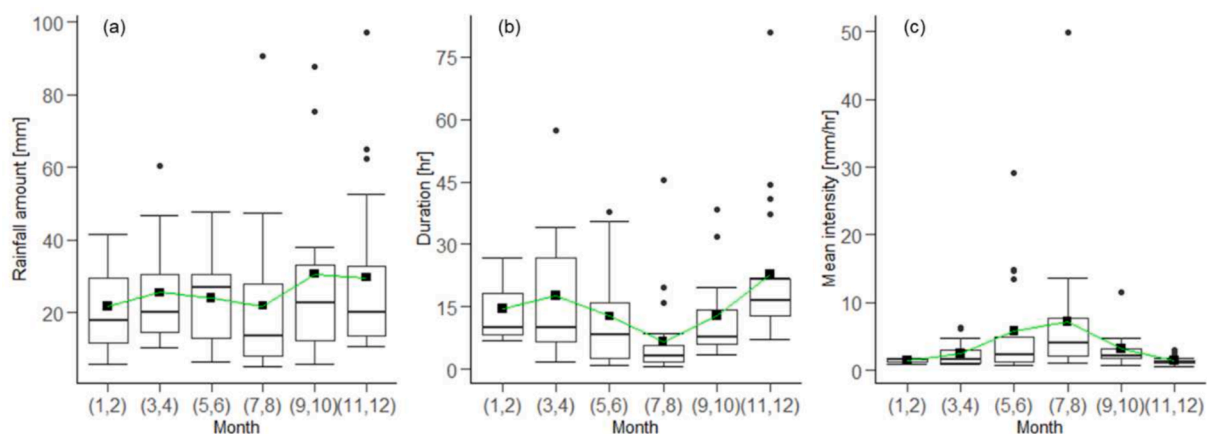 (a)
Rainfall amount [mm]
100
80
60
40
20
(1,2) (3,4) (5,6) (7,8) (9,10)(11,12)
Month
(b)
Duration [hr]
75
60
45
30
15
0
(1,2) (3,4) (5,6) (7,8) (9,10)(11,12)
Month
(c)
Mean intensity [mm/hr]
50
40
30
20
10
0
(1,2) (3,4) (5,6) (7,8) (9,10)(11,12)
Month